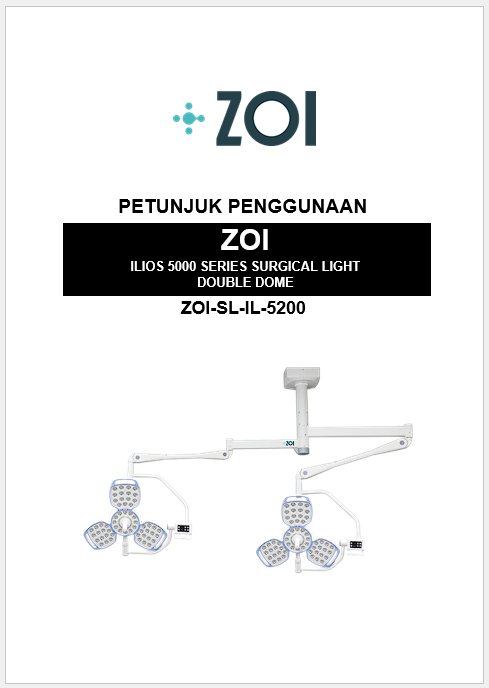 ZOI
PETUNJUK PENGGUNAAN
ZOI
ILIOS 5000 SERIES SURGICAL LIGHT
DOUBLE DOME
ZOI-SL-IL-5200
ZOI